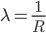 λ = 1/R